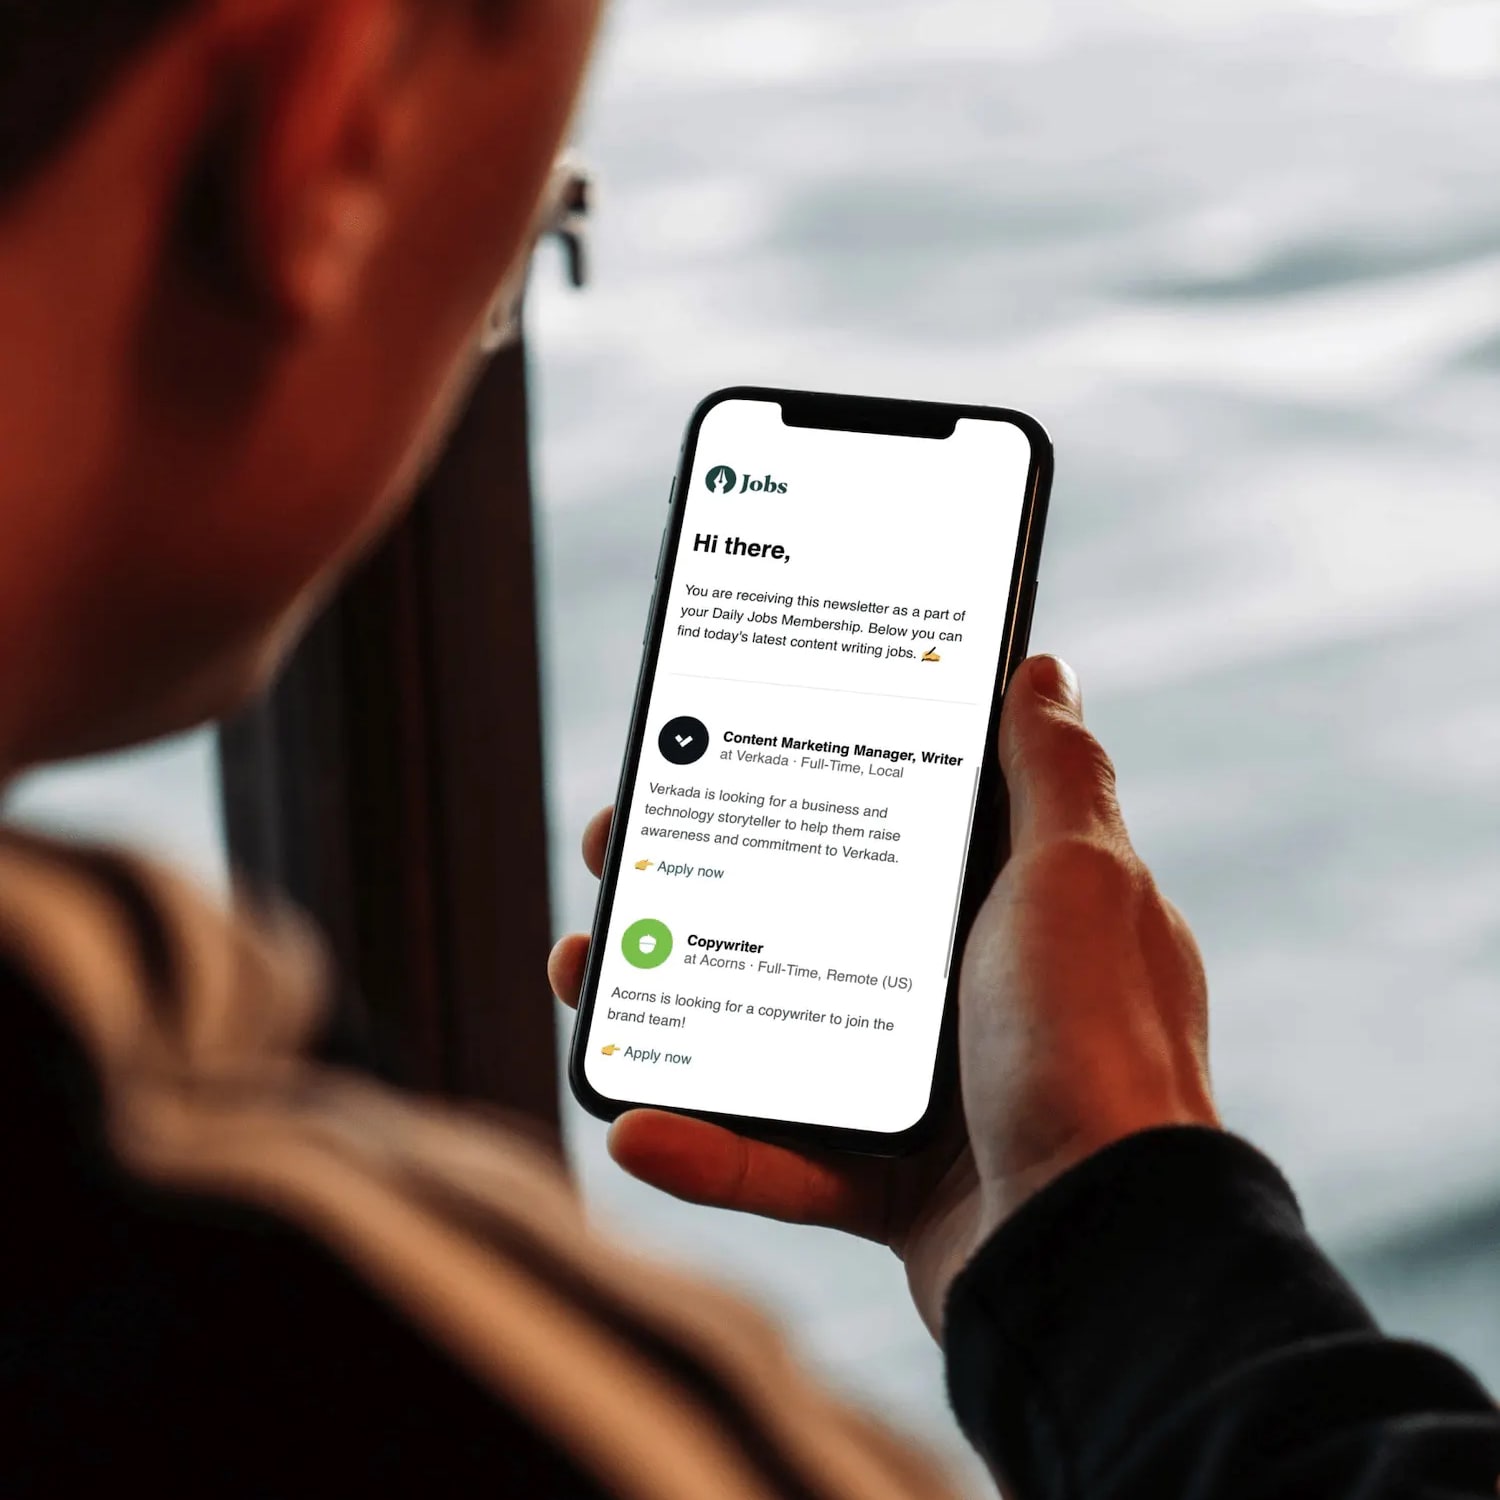 Jobs
Hi there,
You are receiving this newsletter as a part of
your Daily Jobs Membership. Below you can
find today's latest content writing jobs. ✍️
Content Marketing Manager, Writer
at Verkada · Full-Time, Local
Verkada is looking for a business and
technology storyteller to help them raise
awareness and commitment to Verkada.
👉 Apply now
Copywriter
at Acorns · Full-Time, Remote (US)
Acorns is looking for a copywriter to join the
brand team!
👉 Apply now